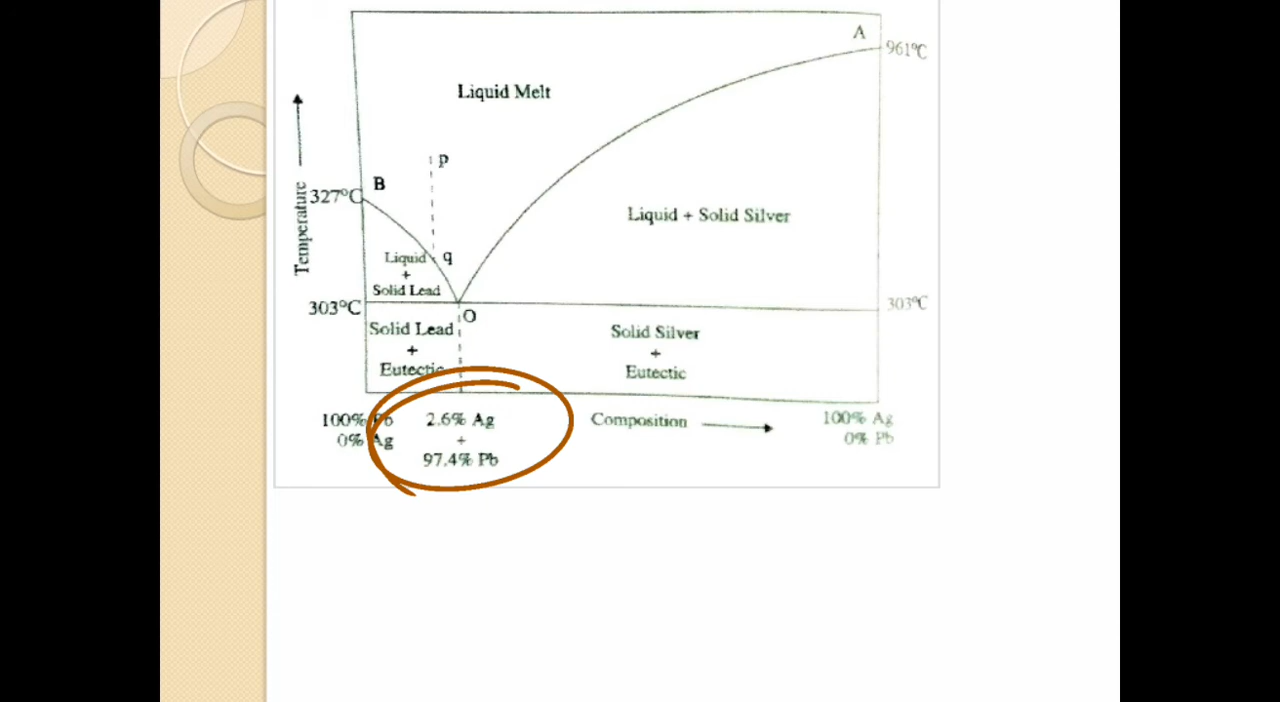 A
961°C
Liquid Melt
p
B
327°C
Temperature
Liquid + Solid Silver
Liquid
q
+
Solid Lead
303°C
303°C
O
Solid Lead
+
Eutectic
Solid Silver
+
Eutectic
100% Pb
0% Ag
2.6% Ag
+
97.4% Pb
Composition
100% Ag
0% Pb